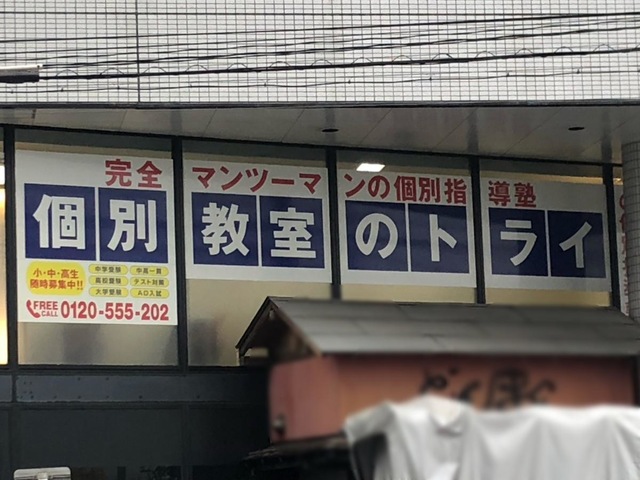 完全マンツーマンの個別指導塾
個別教室のトライ
小・中・高生
随時募集中!!
中学受験 中高一貫
高校受験 テスト対策
大学受験 AO入試
FREE CALL 0120-555-202